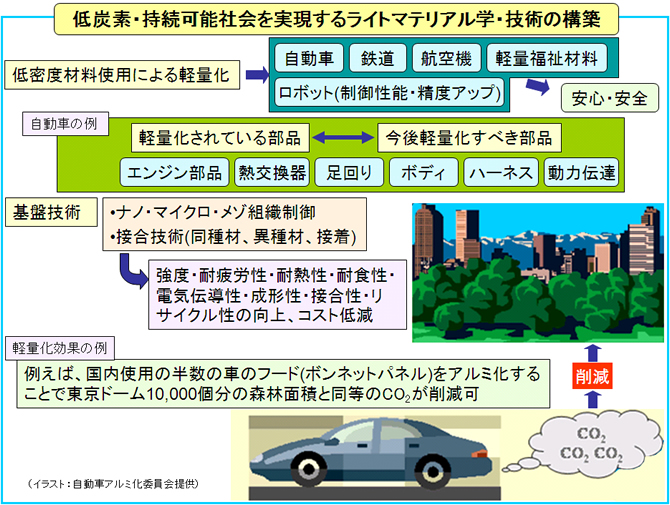 低炭素・持続可能社会を実現するライトマテリアル学・技術の構築
低密度材料使用による軽量化
自動車
鉄道
航空機
軽量福祉材料
ロボット(制御性能・精度アップ)
安心・安全
自動車の例
軽量化されている部品
今後軽量化すべき部品
エンジン部品
熱交換器
足回り
ボディ
ハーネス
動力伝達
基盤技術
・ナノ・マイクロ・メゾ組織制御
・接合技術(同種材、異種材、接着)
強度・耐疲労性・耐熱性・耐食性・
電気伝導性・成形性・接合性・リ
サイクル性の向上、コスト低減
軽量化効果の例
例えば、国内使用の半数の車のフード(ボンネットパネル)をアルミ化する
ことで東京ドーム10,000個分の森林面積と同等のCO2が削減可
削減
CO2
CO2 CO2
(イラスト:自動車アルミ化委員会提供)